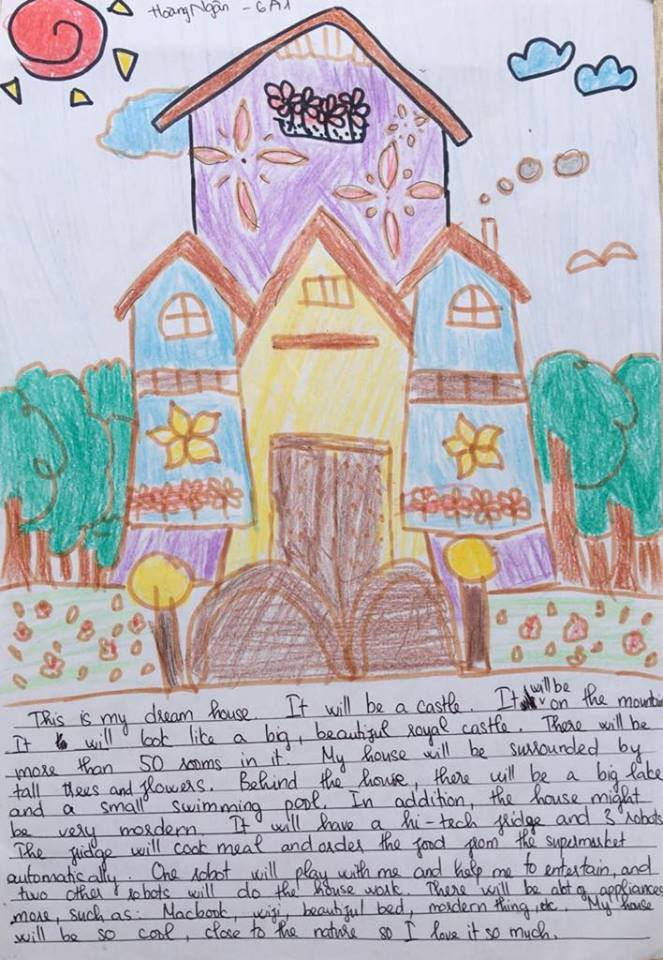 Hoang Ngân - 6A1
This is my dream house. It will be a castle. It will be on the mountain
It will look like a big, beautiful royal castle. There will be
more than 50 rooms in it. My house will be surrounded by
tall trees and flowers. Behind the house, there will be a big lake
and a small swimming pool. In addition, the house might
be very mordern. It will have a hi-tech fridge and 3 robots
The fridge will cook meal and order the food from the supermarket
automatically. One robot will play with me and help me to entertain, and
two other robots will do the house work. There will be a bt of appliances
more, such as: Macbook, wifi, beautiful bed, mordern thing, etc. My house
will be so cool, close to the nature so I love it so much.